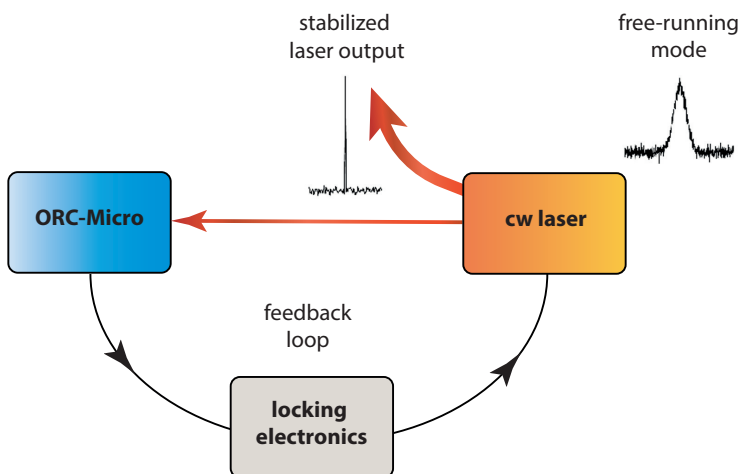 stabilized
laser output
free-running
mode
ORC-Micro
cw laser
feedback
loop
locking
electronics